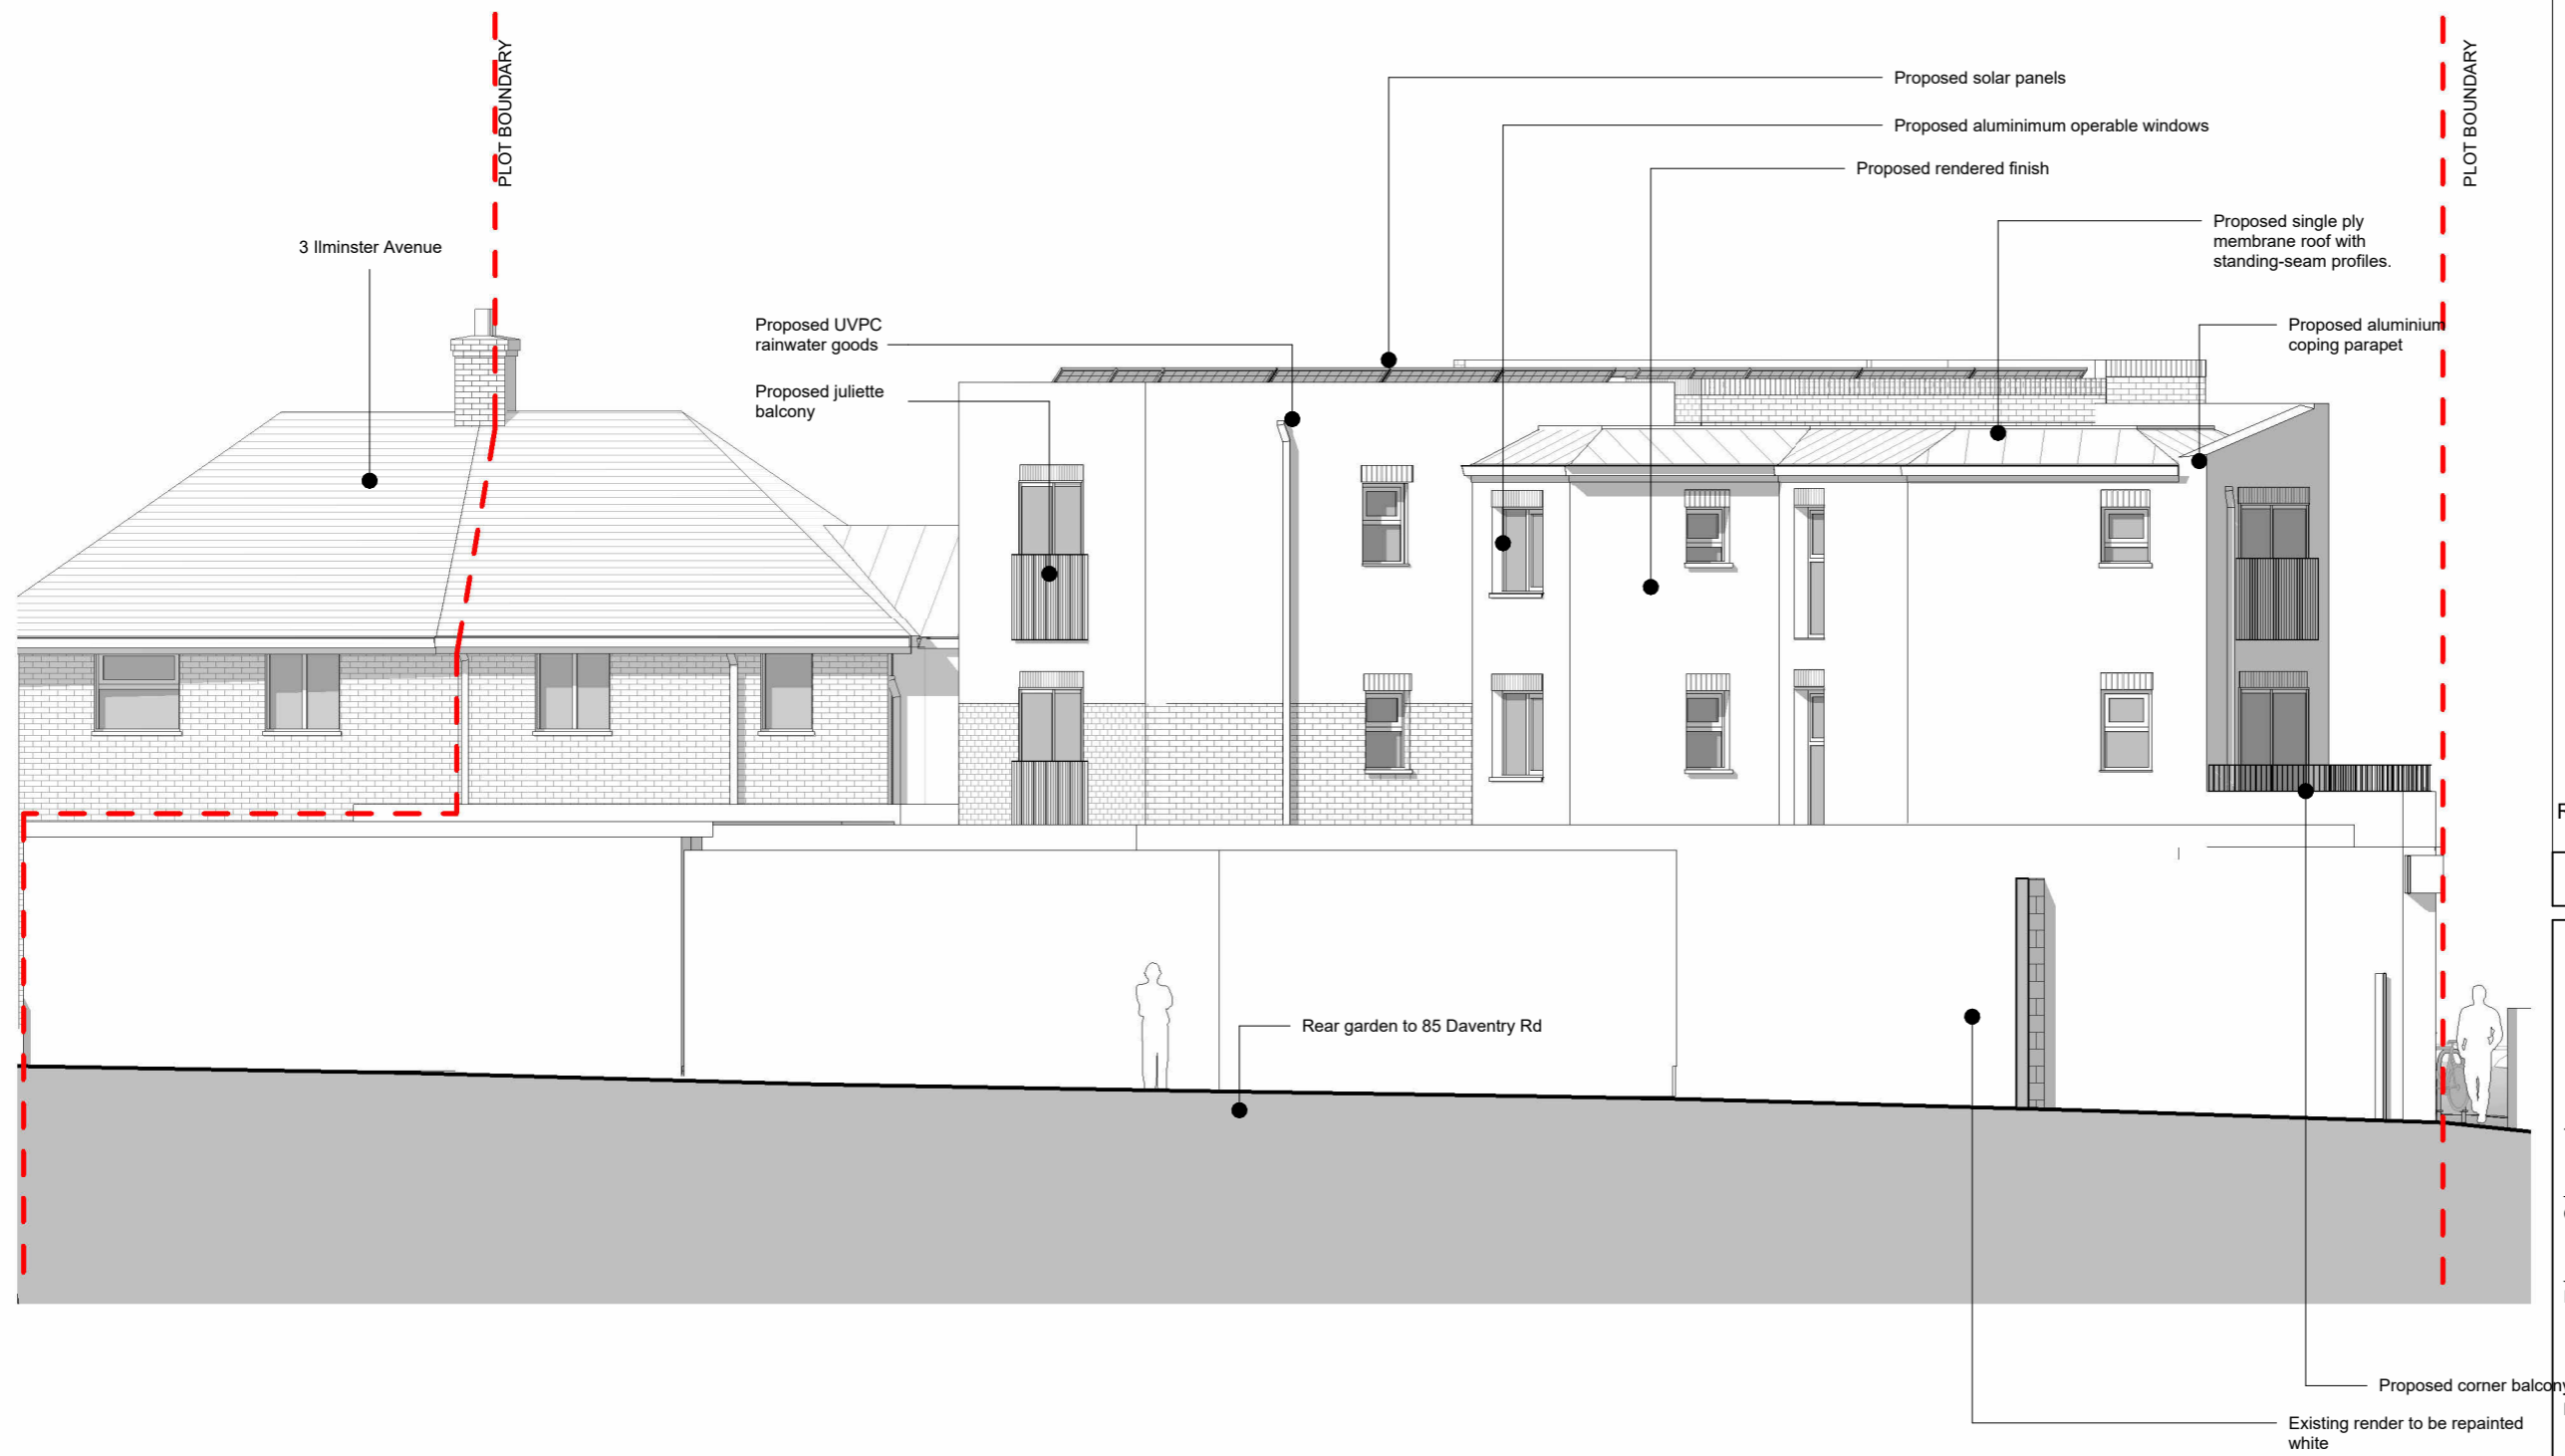 PLOT BOUNDARY
PLOT BOUNDARY
Proposed solar panels
Proposed aluminimum operable windows
Proposed rendered finish
Proposed single ply
membrane roof with
standing-seam profiles.
3 Ilminster Avenue
Proposed UVPC
rainwater goods
Proposed aluminium
coping parapet
Proposed juliette
balcony
Rear garden to 85 Daventry Rd
Proposed corner balcony
Existing render to be repainted
white